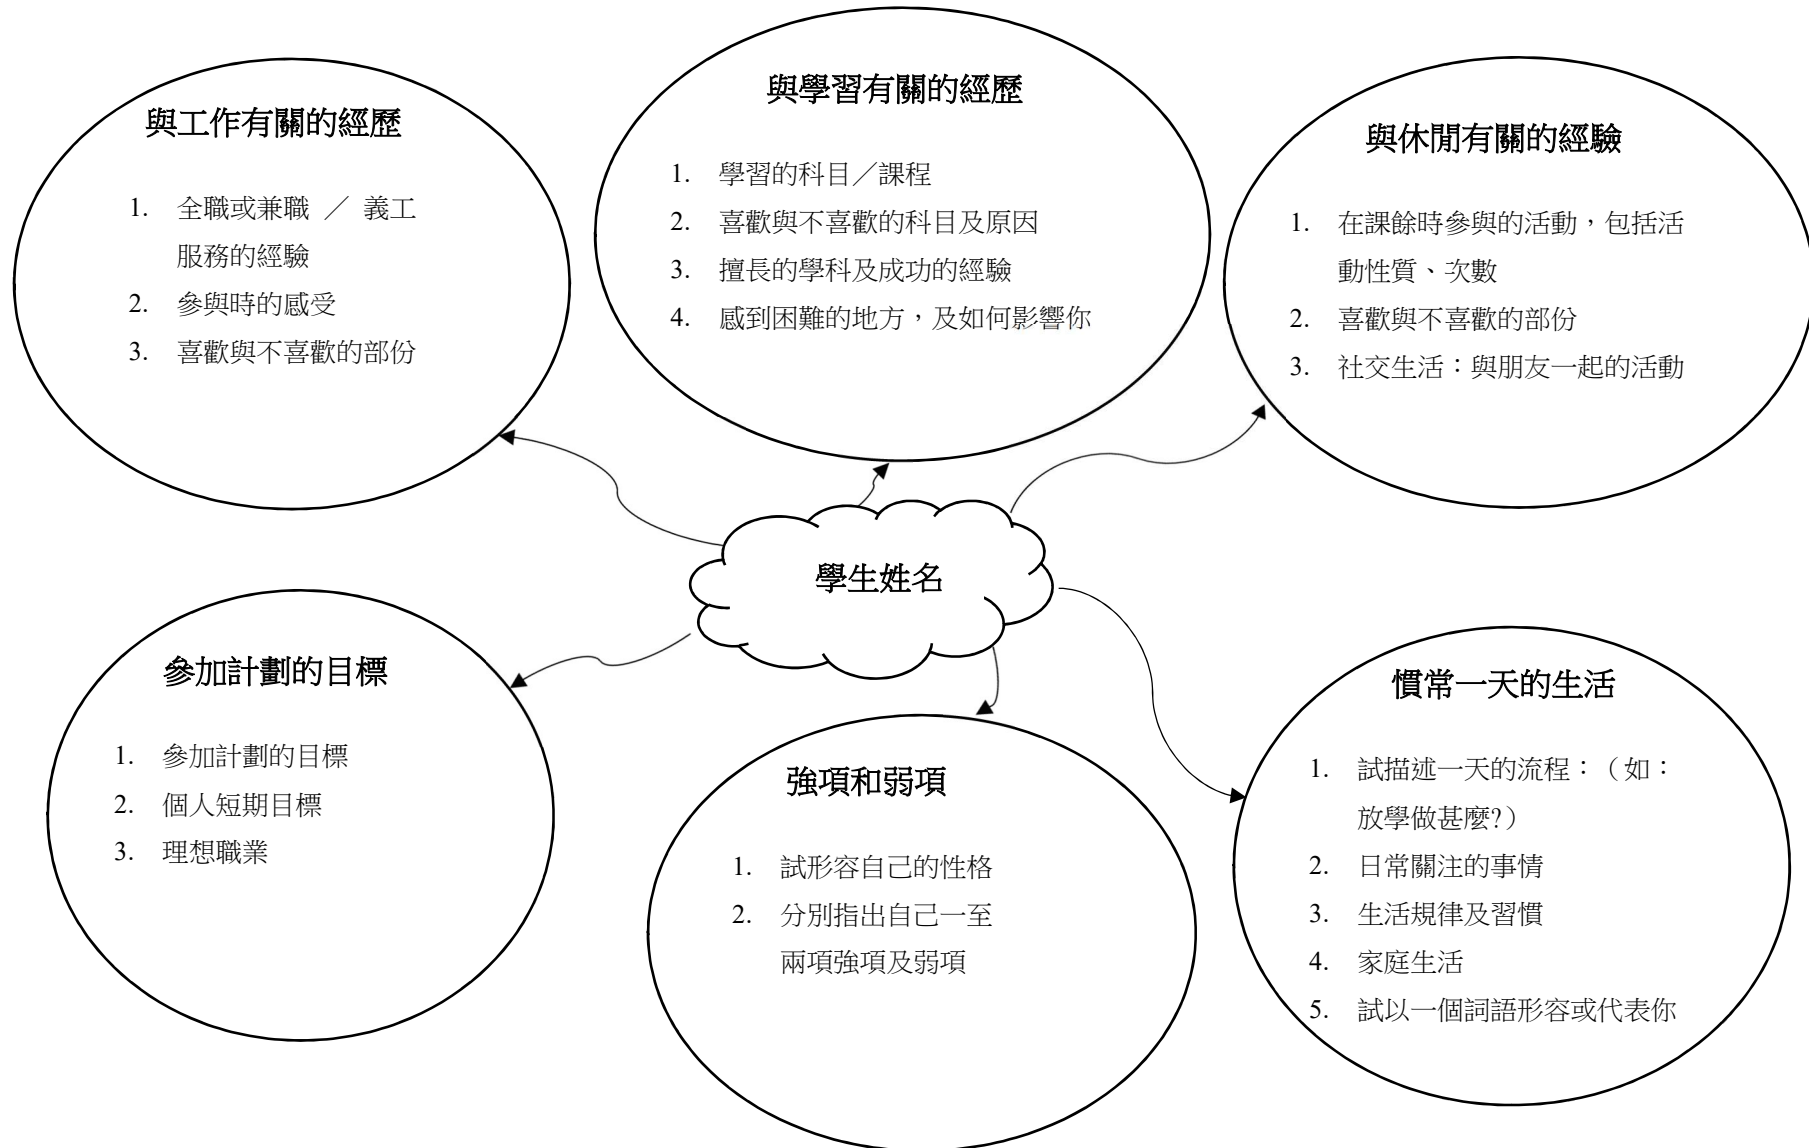 與工作有關的經歷
1. 全職或兼職 ／ 義工
服務的經驗
2. 參與時的感受
3. 喜歡與不喜歡的部份
與學習有關的經歷
1. 學習的科目／課程
2. 喜歡與不喜歡的科目及原因
3. 擅長的學科及成功的經驗
4. 感到困難的地方，及如何影響你
與休閒有關的經驗
1. 在課餘時參與的活動，包括活
動性質、次數
2. 喜歡與不喜歡的部份
3. 社交生活：與朋友一起的活動
學生姓名
參加計劃的目標
1. 參加計劃的目標
2. 個人短期目標
3. 理想職業
強項和弱項
1. 試形容自己的性格
2. 分別指出自己一至
兩項強項及弱項
慣常一天的生活
1. 試描述一天的流程：（如：
放學做甚麼?）
2. 日常關注的事情
3. 生活規律及習慣
4. 家庭生活
5. 試以一個詞語形容或代表你